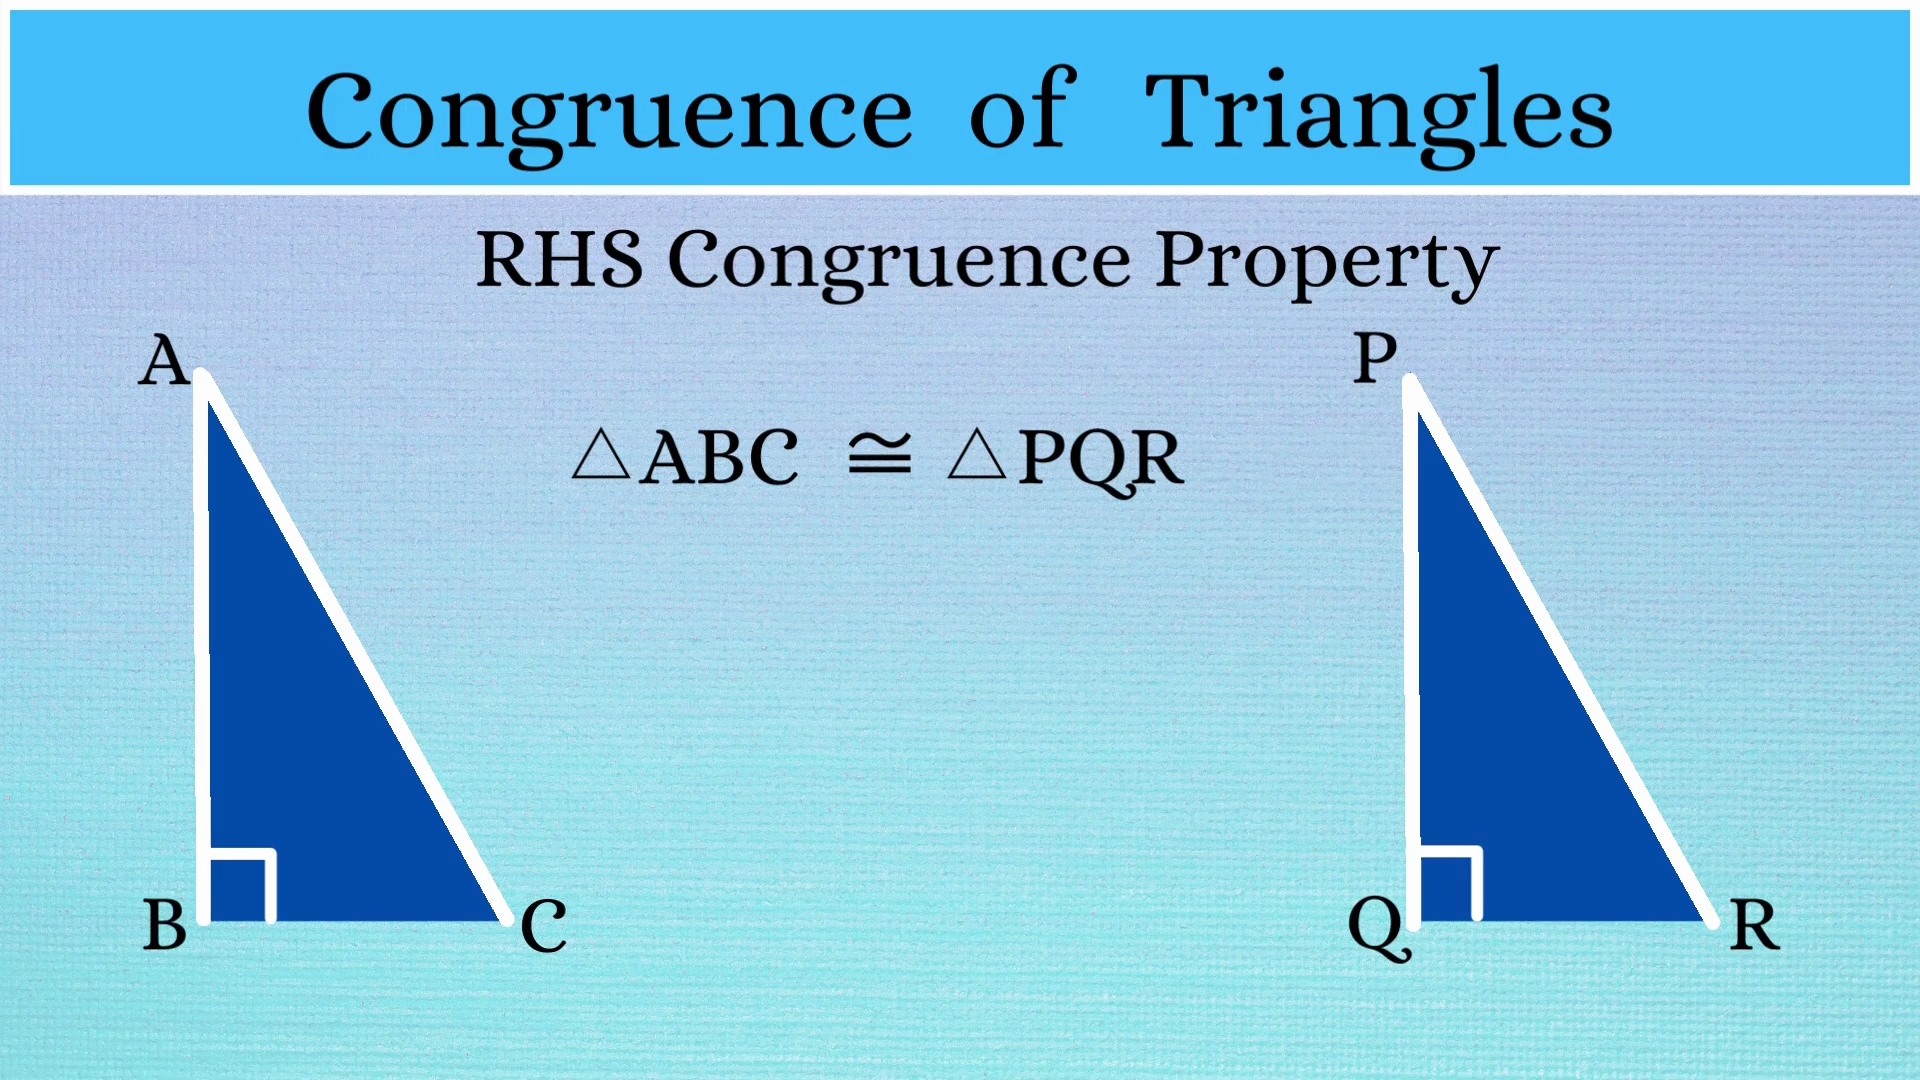 Congruence of Triangles
RHS Congruence Property
A
P
△ABC ≅ △PQR
B
C
Q
R